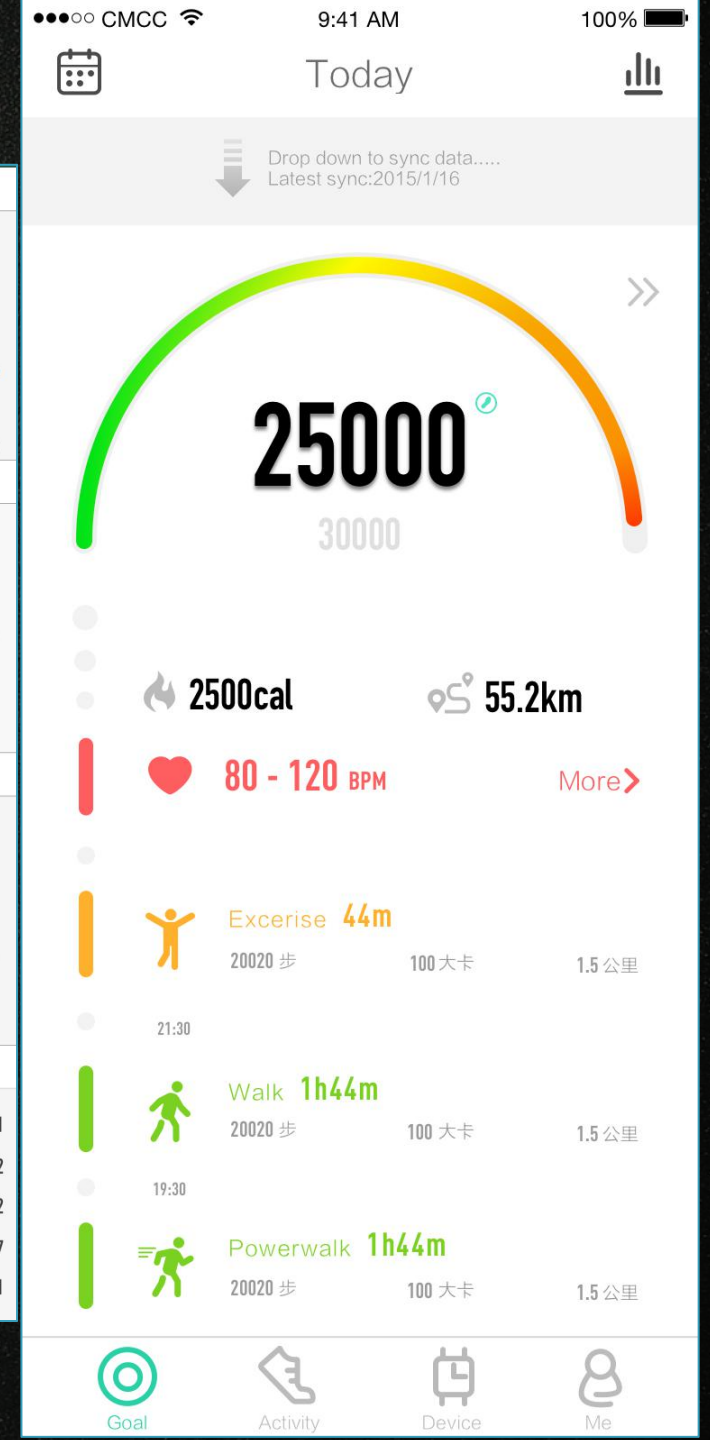 CMCC 9:41 AM 100%
Today
Drop down to sync data.....
Latest sync:2015/1/16
25000
30000
2500cal 55.2km
80 - 120 BPM More
Excerise 44m
20020 步 100 大卡 1.5 公里
21:30
Walk 1h44m
20020 步 100 大卡 1.5 公里
19:30
Powerwalk 1h44m
20020 步 100 大卡 1.5 公里
Goal Activity Device Me
2
2
7